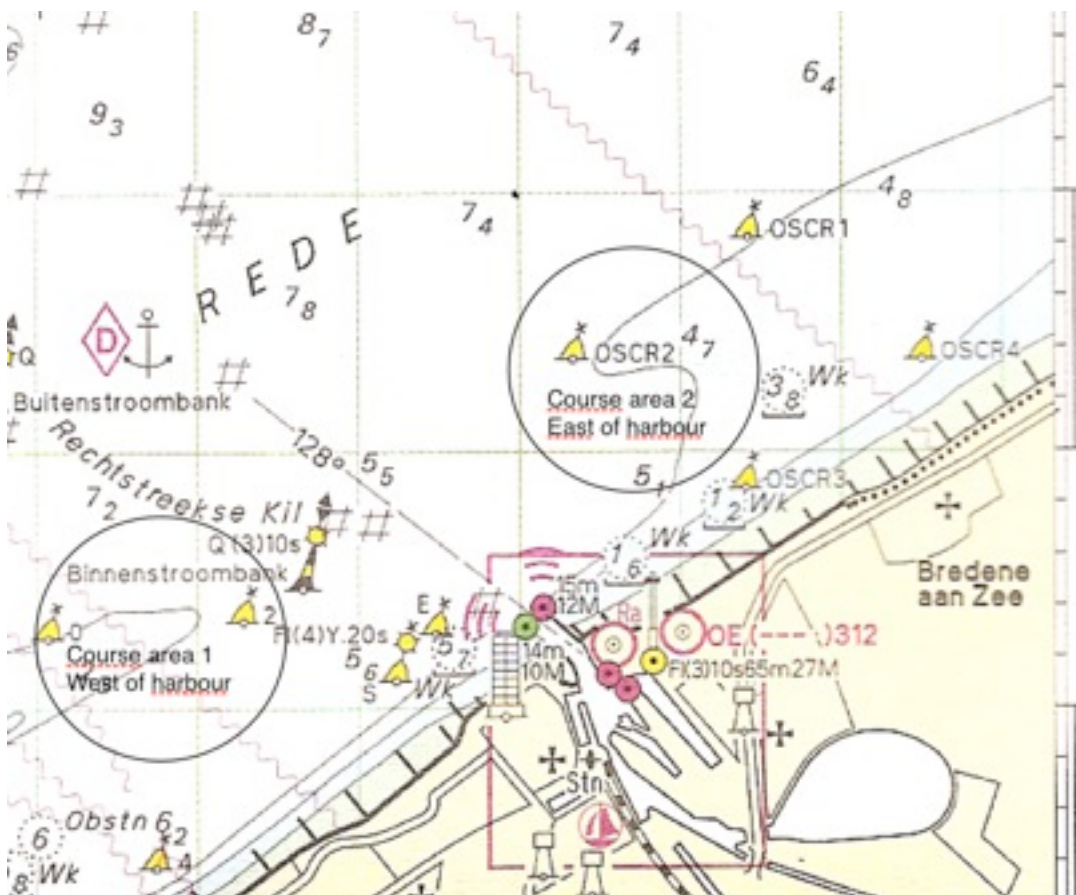 8₇
7₄
6₄
9₃
4₈
7₄
OSCR1
REDE
7₈
D
Q
OSCR2
4₇
OSCR4
3₈ Wk
Buitenstroombank
Course area 2
East of harbour
128°
5₅
Rechtstreekse Kil
5₁
OSCR3
7₂
1₂ Wk
Q(3)10s
1₆ Wk
Binnenstroombank
Bredene
aan Zee
15m
12M
2
E
0
Ra
OE(----)312
Fl(4)Y.20s
Course area 1
West of harbour
5₇
14m
10M
Fl(3)10s65m27M
5₆
S
Wk
Stn
Obstn
6₂
6
4
8 Wk